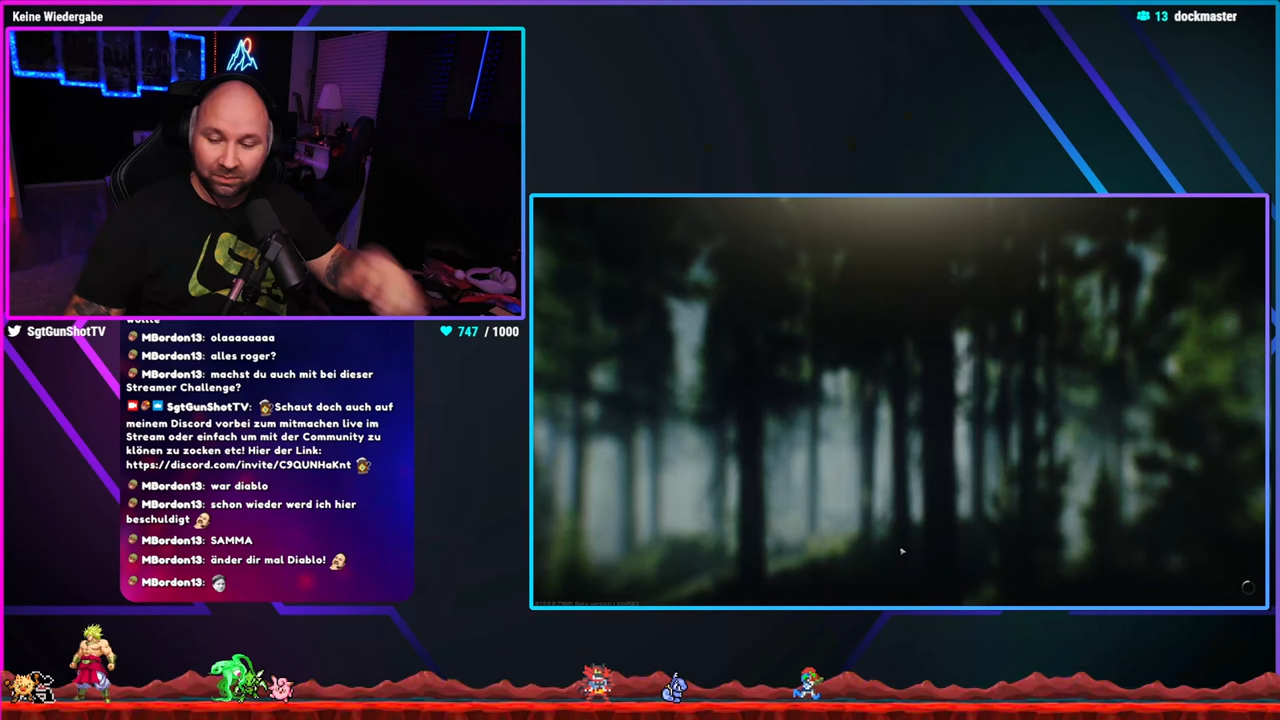 Keine Wiedergabe
13 dockmaster
SgtGunShotTV
747 / 1000
MBordon13: olaaaaaaaa
MBordon13: alles roger?
MBordon13: machst du auch mit bei dieser
Streamer Challenge?
SgtGunShotTV: Schaut doch auch auf
meinem Discord vorbei zum mitmachen live im
Stream oder einfach um mit der Community zu
klönen zu zocken etc! Hier der Link:
https://discord.com/invite/C9QUNHaKnt
MBordon13: war diablo
MBordon13: schon wieder werd ich hier
beschuldigt
MBordon13: SAMMA
MBordon13: änder dir mal Diablo!
MBordon13: